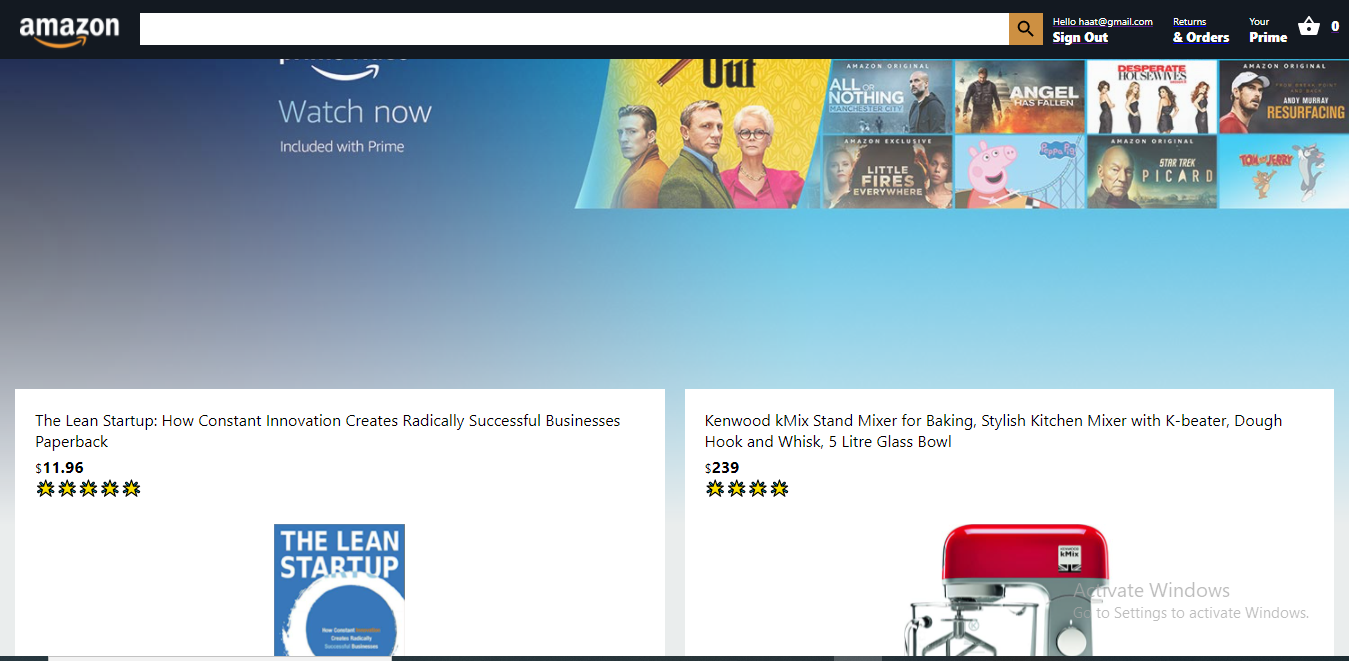 amazon
Hello haat@gmail.com
Sign Out
Returns
& Orders
Your
Prime
0
Watch now
Included with Prime
Out
AMAZON ORIGINAL
ALL OR
NOTHING
MANCHESTER CITY
ANGEL
HAS FALLEN
DESPERATE
HOUSEWIVES
AMAZON ORIGINAL
ANDY MURRAY
RESURFACING
AMAZON EXCLUSIVE
LITTLE
FIRES
EVERYWHERE
Peppa Pig
AMAZON ORIGINAL
STAR TREK
PICARD
TOM AND JERRY
The Lean Startup: How Constant Innovation Creates Radically Successful Businesses
Paperback
$11.96
THE LEAN
STARTUP
How Constant Innovation
Creates Radically
Successful Businesses
Kenwood kMix Stand Mixer for Baking, Stylish Kitchen Mixer with K-beater, Dough
Hook and Whisk, 5 Litre Glass Bowl
$239
KENWOOD
kMix
Activate Windows
Go to Settings to activate Windows.